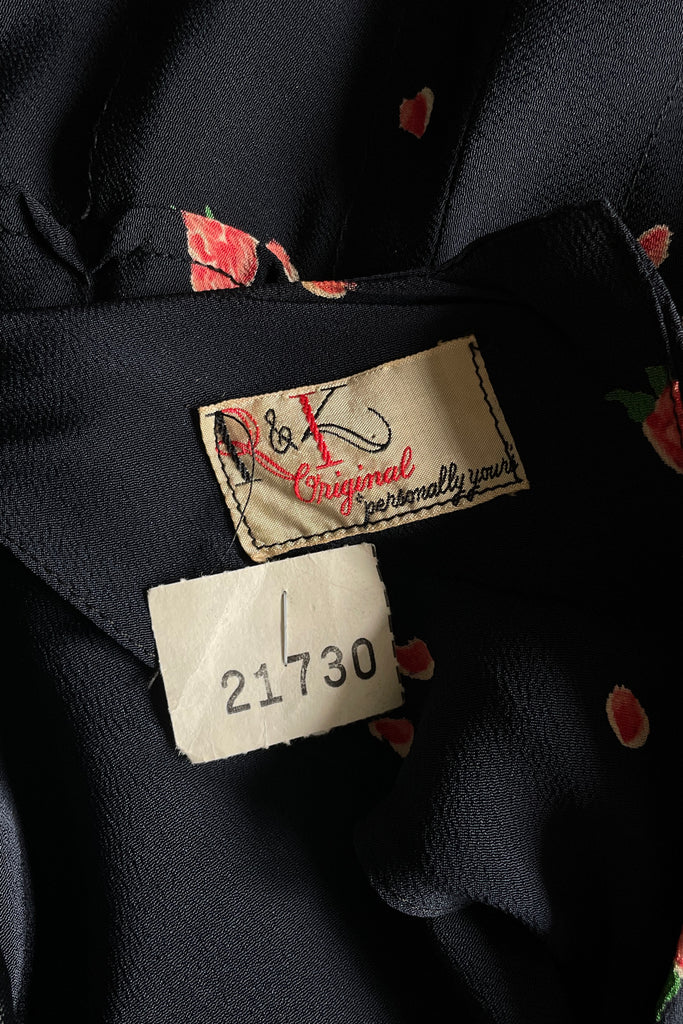 R & K
Original
"personally yours"
21730